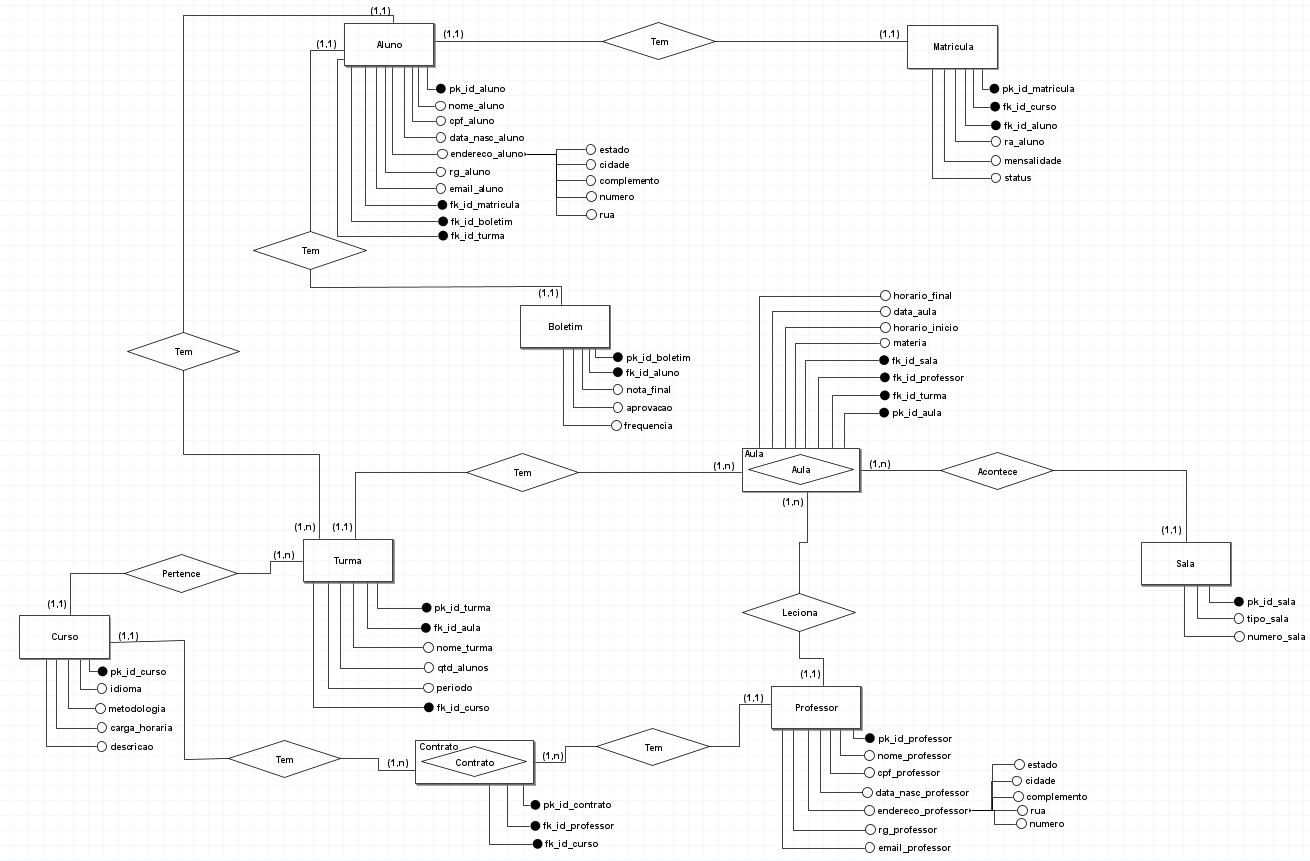 (1,1)
(1,1)
Aluno
(1,1)
Tem
(1,1)
Matricula
pk_id_aluno
nome_aluno
cpf_aluno
data_nasc_aluno
endereco_aluno
estado
cidade
complemento
numero
rua
rg_aluno
email_aluno
fk_id_matricula
fk_id_boletim
fk_id_turma
pk_id_matricula
fk_id_curso
fk_id_aluno
ra_aluno
mensalidade
status
Tem
(1,1)
Boletim
pk_id_boletim
fk_id_aluno
nota_final
aprovacao
frequencia
Tem
horario_final
data_aula
horario_inicio
materia
fk_id_sala
fk_id_professor
fk_id_turma
pk_id_aula
Aula
Aula
(1,n)
(1,n)
(1,n)
Tem
Acontece
(1,1)
Sala
pk_id_sala
tipo_sala
numero_sala
(1,n)
(1,1)
(1,n)
Turma
Pertence
(1,1)
Curso
(1,1)
pk_id_curso
idioma
metodologia
carga_horaria
descricao
pk_id_turma
fk_id_aula
nome_turma
qtd_alunos
periodo
fk_id_curso
Leciona
(1,1)
(1,1)
Professor
Tem
(1,n)
Contrato
Contrato
(1,n)
Tem
pk_id_contrato
fk_id_professor
fk_id_curso
pk_id_professor
nome_professor
cpf_professor
data_nasc_professor
endereco_professor
estado
cidade
complemento
rua
numero
rg_professor
email_professor